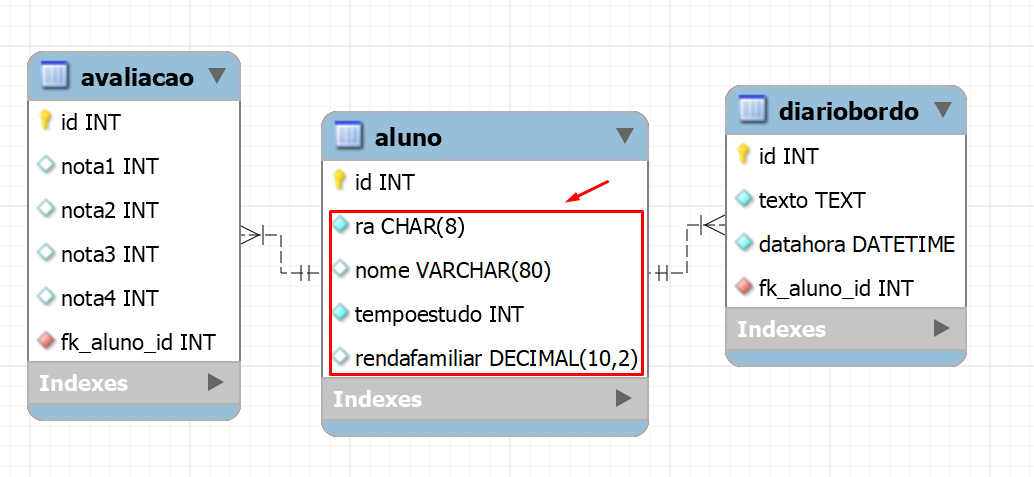 avaliacao
id INT
nota1 INT
nota2 INT
nota3 INT
nota4 INT
fk_aluno_id INT
Indexes
aluno
id INT
ra CHAR(8)
nome VARCHAR(80)
tempoestudo INT
rendafamiliar DECIMAL(10,2)
Indexes
diariobordo
id INT
texto TEXT
datahora DATETIME
fk_aluno_id INT
Indexes